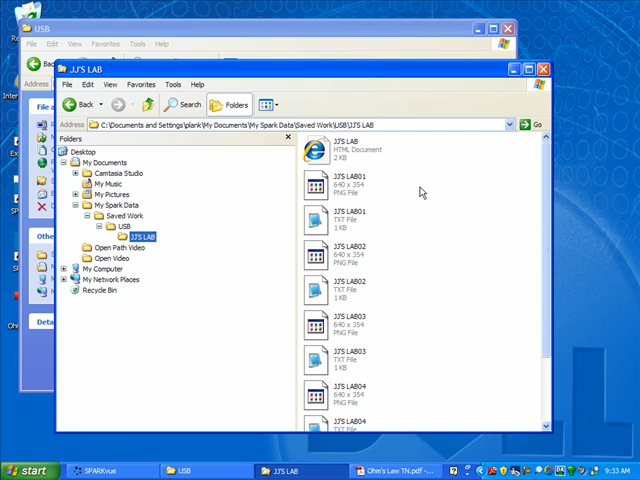 USB
File Edit View Favorites Tools Help
Back
Address
JJ'S LAB
File Edit View Favorites Tools Help
Back Search Folders
Address C:\Documents and Settings\plank\My Documents\My Spark Data\Saved Work\USB\JJ'S LAB Go
Folders
Desktop
My Documents
Camtasia Studio
My Music
My Pictures
My Spark Data
Saved Work
USB
JJ'S LAB
Open Path Video
Open Video
My Computer
My Network Places
Recycle Bin
JJ'S LAB
HTML Document
2 KB
JJ'S LAB01
640 x 354
PNG File
JJ'S LAB01
TXT File
1 KB
JJ'S LAB02
640 x 354
PNG File
JJ'S LAB02
TXT File
1 KB
JJ'S LAB03
640 x 354
PNG File
JJ'S LAB03
TXT File
1 KB
JJ'S LAB04
640 x 354
PNG File
JJ'S LAB04
TXT File
File a
Othe
Deta
start SPARKvue USB JJ'S LAB Ohm's Law TN.pdf -... 9:33 AM